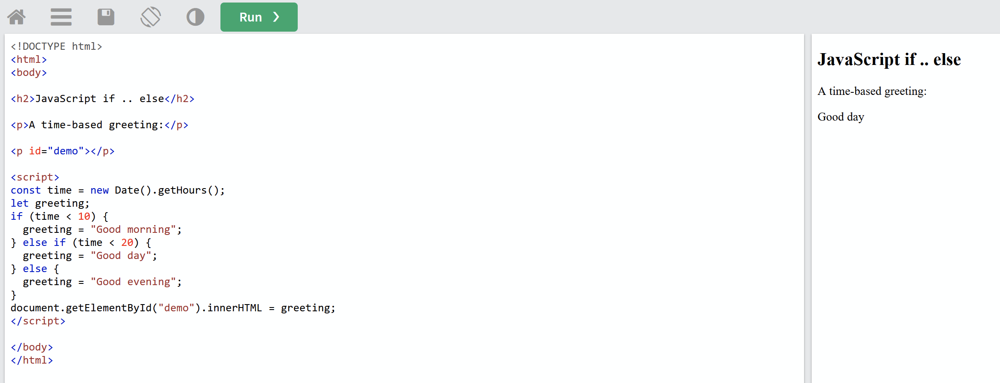 Run ❯
<!DOCTYPE html>
<html>
<body>

<h2>JavaScript if .. else</h2>

<p>A time-based greeting:</p>

<p id="demo"></p>

<script>
const time = new Date().getHours();
let greeting;
if (time < 10) {
  greeting = "Good morning";
} else if (time < 20) {
  greeting = "Good day";
} else {
  greeting = "Good evening";
}
document.getElementById("demo").innerHTML = greeting;
</script>

</body>
</html>
JavaScript if .. else
A time-based greeting:
Good day